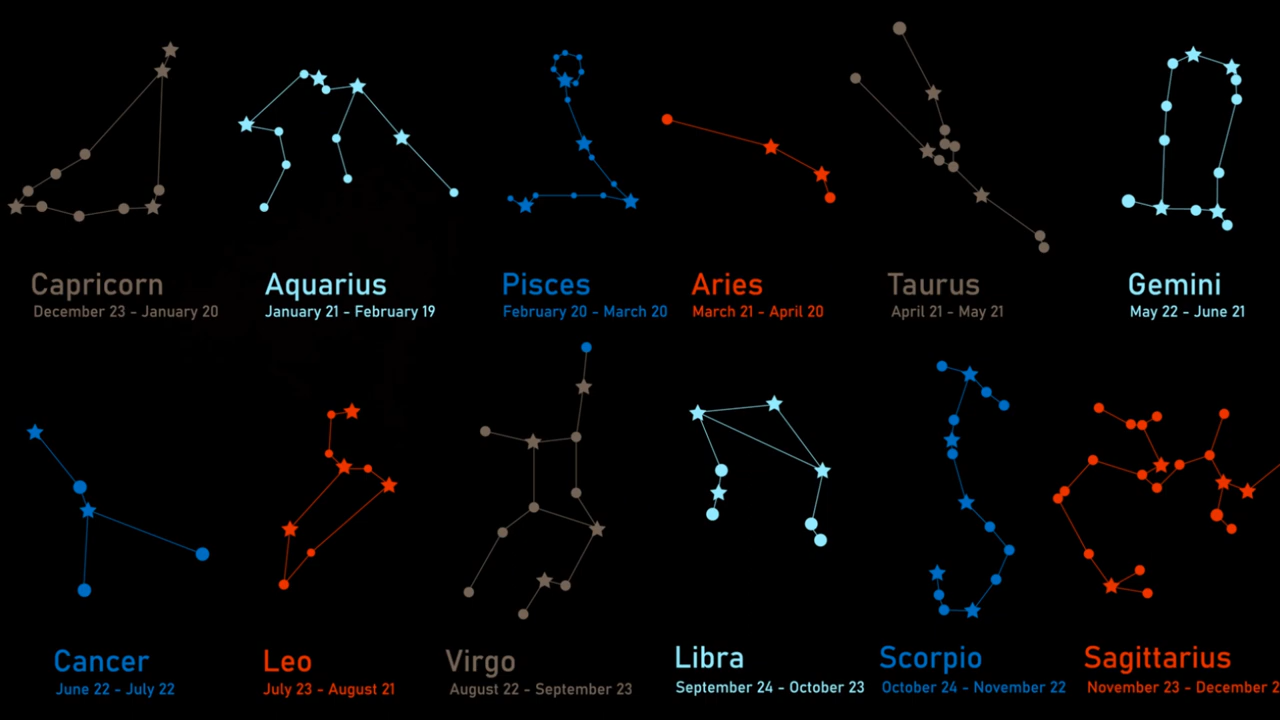 Capricorn
December 23 - January 20
Aquarius
January 21 - February 19
Pisces
February 20 - March 20
Aries
March 21 - April 20
Taurus
April 21 - May 21
Gemini
May 22 - June 21
Cancer
June 22 - July 22
Leo
July 23 - August 21
Virgo
August 22 - September 23
Libra
September 24 - October 23
Scorpio
October 24 - November 22
Sagittarius
November 23 - December